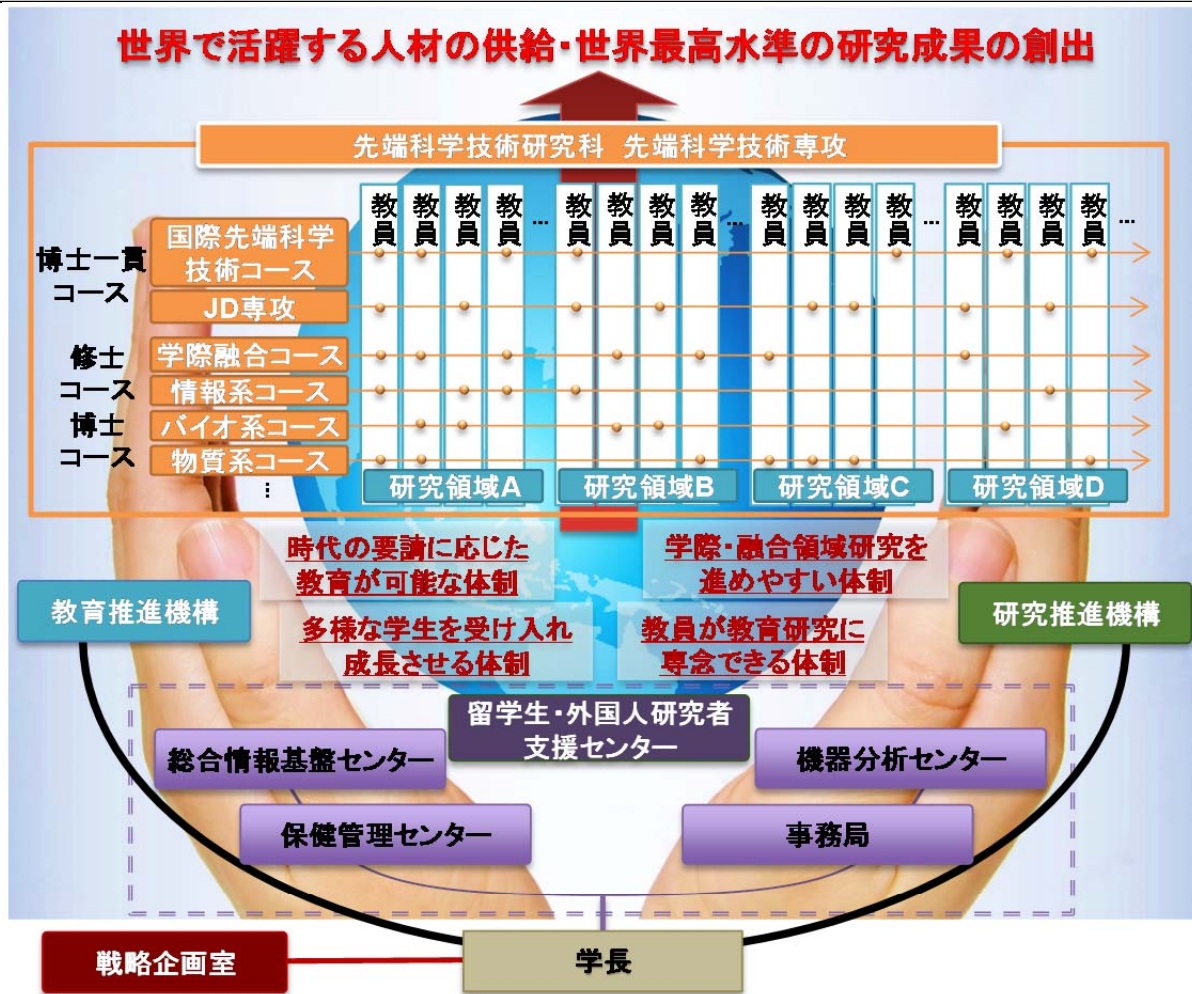 世界で活躍する人材の供給・世界最高水準の研究成果の創出
先端科学技術研究科 先端科学技術専攻
教員 教員 教員 教員 … 教員 教員 教員 教員 … 教員 教員 教員 教員 … 教員 教員 教員 教員 …
博士一貫
コース
国際先端科学
技術コース
JD専攻
修士
コース
学際融合コース
情報系コース
博士
コース
バイオ系コース
物質系コース
⋮
研究領域A
研究領域B
研究領域C
研究領域D
時代の要請に応じた
教育が可能な体制
学際・融合領域研究を
進めやすい体制
教育推進機構
研究推進機構
多様な学生を受け入れ
成長させる体制
教員が教育研究に
専念できる体制
留学生・外国人研究者
支援センター
総合情報基盤センター
機器分析センター
保健管理センター
事務局
戦略企画室
学長